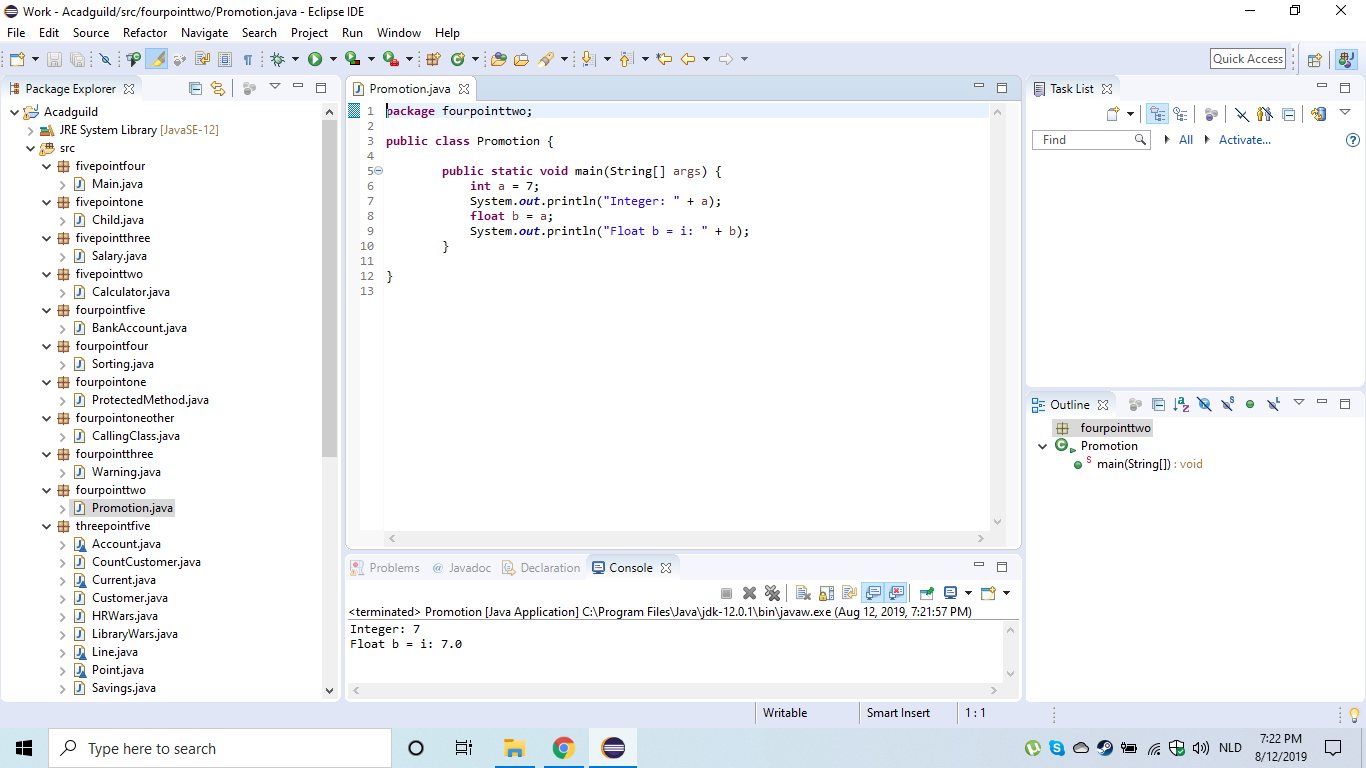 Work - Acadguild/src/fourpointtwo/Promotion.java - Eclipse IDE
File Edit Source Refactor Navigate Search Project Run Window Help
Quick Access
Package Explorer
Acadguild
JRE System Library [JavaSE-12]
src
fivepointfour
Main.java
fivepointone
Child.java
fivepointthree
Salary.java
fivepointtwo
Calculator.java
fourpointfive
BankAccount.java
fourpointfour
Sorting.java
fourpointone
ProtectedMethod.java
fourpointoneother
CallingClass.java
fourpointthree
Warning.java
fourpointtwo
Promotion.java
threepointfive
Account.java
CountCustomer.java
Current.java
Customer.java
HRWars.java
LibraryWars.java
Line.java
Point.java
Savings.java
Promotion.java
1 package fourpointtwo;
2
3 public class Promotion {
4
5 public static void main(String[] args) {
6 int a = 7;
7 System.out.println("Integer: " + a);
8 float b = a;
9 System.out.println("Float b = i: " + b);
10 }
11
12 }
13
Problems @ Javadoc Declaration Console
<terminated> Promotion [Java Application] C:\Program Files\Java\jdk-12.0.1\bin\javaw.exe (Aug 12, 2019, 7:21:57 PM)
Integer: 7
Float b = i: 7.0
Task List
Find All Activate...
Outline
fourpointtwo
Promotion
main(String[]) : void
Writable Smart Insert 1 : 1
Type here to search
NLD
7:22 PM
8/12/2019